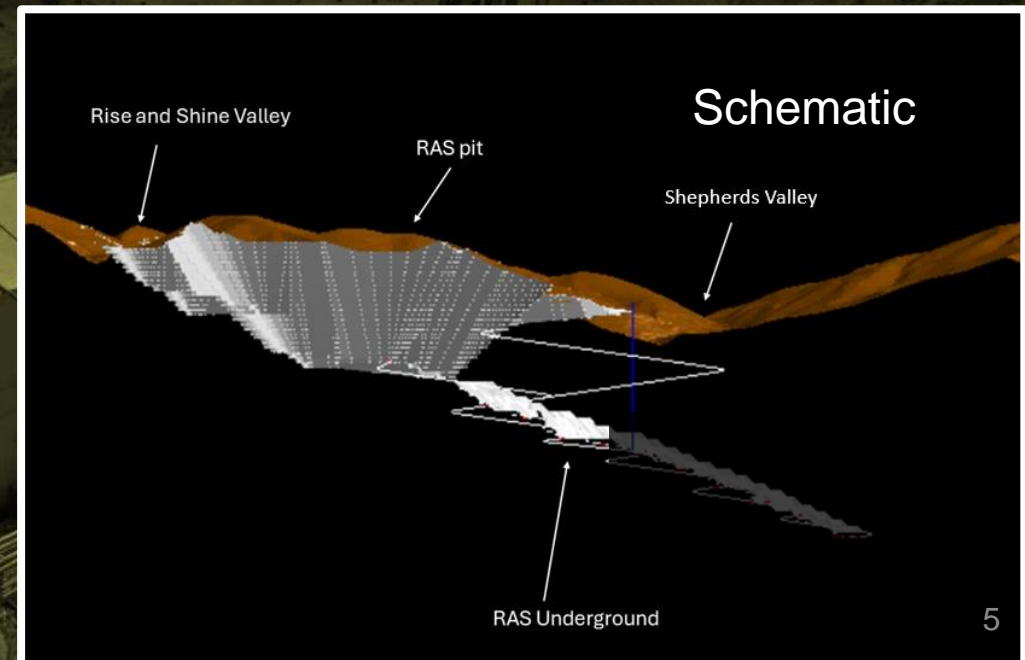 Schematic
Rise and Shine Valley
RAS pit
Shepherds Valley
RAS Underground
5